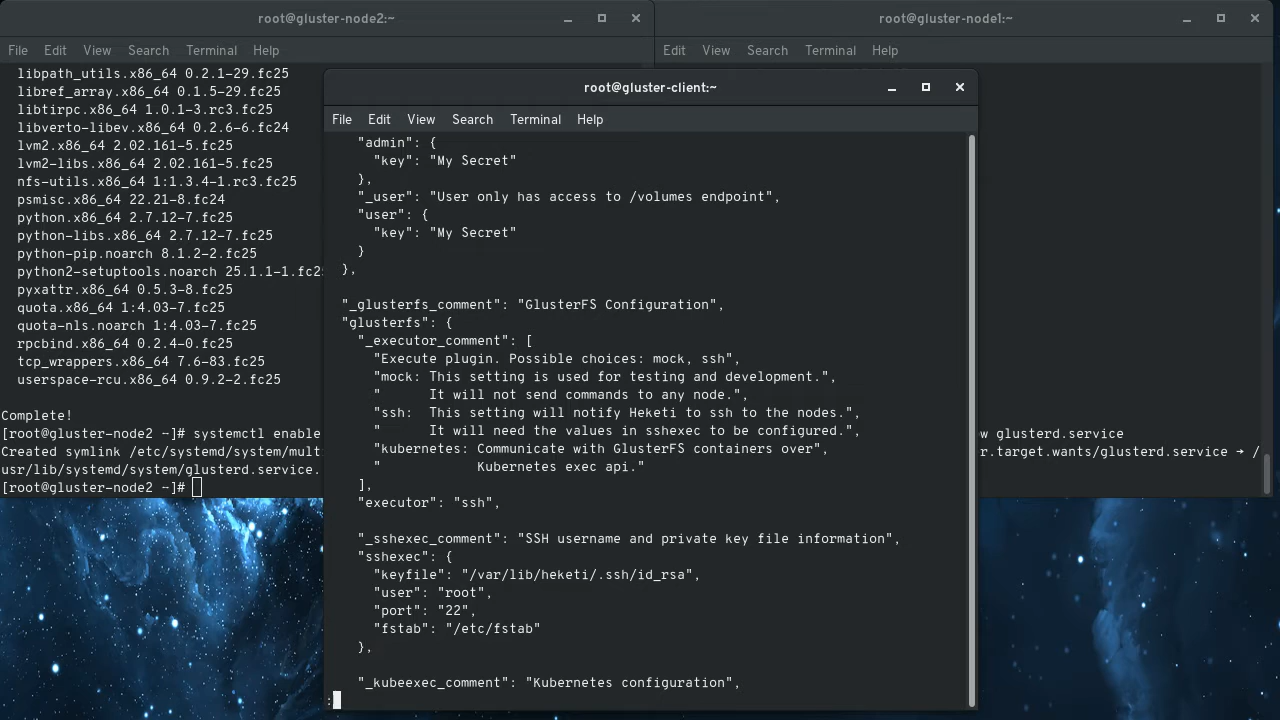 root@gluster-node2:~
File Edit View Search Terminal Help
libpath_utils.x86_64 0.2.1-29.fc25
libref_array.x86_64 0.1.5-29.fc25
libtirpc.x86_64 1.0.1-3.rc3.fc25
libverto-libev.x86_64 0.2.6-6.fc24
lvm2.x86_64 2.02.161-5.fc25
lvm2-libs.x86_64 2.02.161-5.fc25
nfs-utils.x86_64 1:1.3.4-1.rc3.fc25
psmisc.x86_64 22.21-8.fc24
python.x86_64 2.7.12-7.fc25
python-libs.x86_64 2.7.12-7.fc25
python-pip.noarch 8.1.2-2.fc25
python2-setuptools.noarch 25.1.1-1.fc25
pyxattr.x86_64 0.5.3-8.fc25
quota.x86_64 1:4.03-7.fc25
quota-nls.noarch 1:4.03-7.fc25
rpcbind.x86_64 0.2.4-0.fc25
tcp_wrappers.x86_64 7.6-83.fc25
userspace-rcu.x86_64 0.9.2-2.fc25
Complete!
[root@gluster-node2 ~]# systemctl enable
Created symlink /etc/systemd/system/mult
usr/lib/systemd/system/glusterd.service.
[root@gluster-node2 ~]#
root@gluster-node1:~
Edit View Search Terminal Help
w glusterd.service
r.target.wants/glusterd.service → /
root@gluster-client:~
File Edit View Search Terminal Help
"admin": {
"key": "My Secret"
},
"_user": "User only has access to /volumes endpoint",
"user": {
"key": "My Secret"
}
},
"_glusterfs_comment": "GlusterFS Configuration",
"glusterfs": {
"_executor_comment": [
"Execute plugin. Possible choices: mock, ssh",
"mock: This setting is used for testing and development.",
"      It will not send commands to any node.",
"ssh:  This setting will notify Heketi to ssh to the nodes.",
"      It will need the values in sshexec to be configured.",
"kubernetes: Communicate with GlusterFS containers over",
"            Kubernetes exec api."
],
"executor": "ssh",
"_sshexec_comment": "SSH username and private key file information",
"sshexec": {
"keyfile": "/var/lib/heketi/.ssh/id_rsa",
"user": "root",
"port": "22",
"fstab": "/etc/fstab"
},
"_kubeexec_comment": "Kubernetes configuration",
: